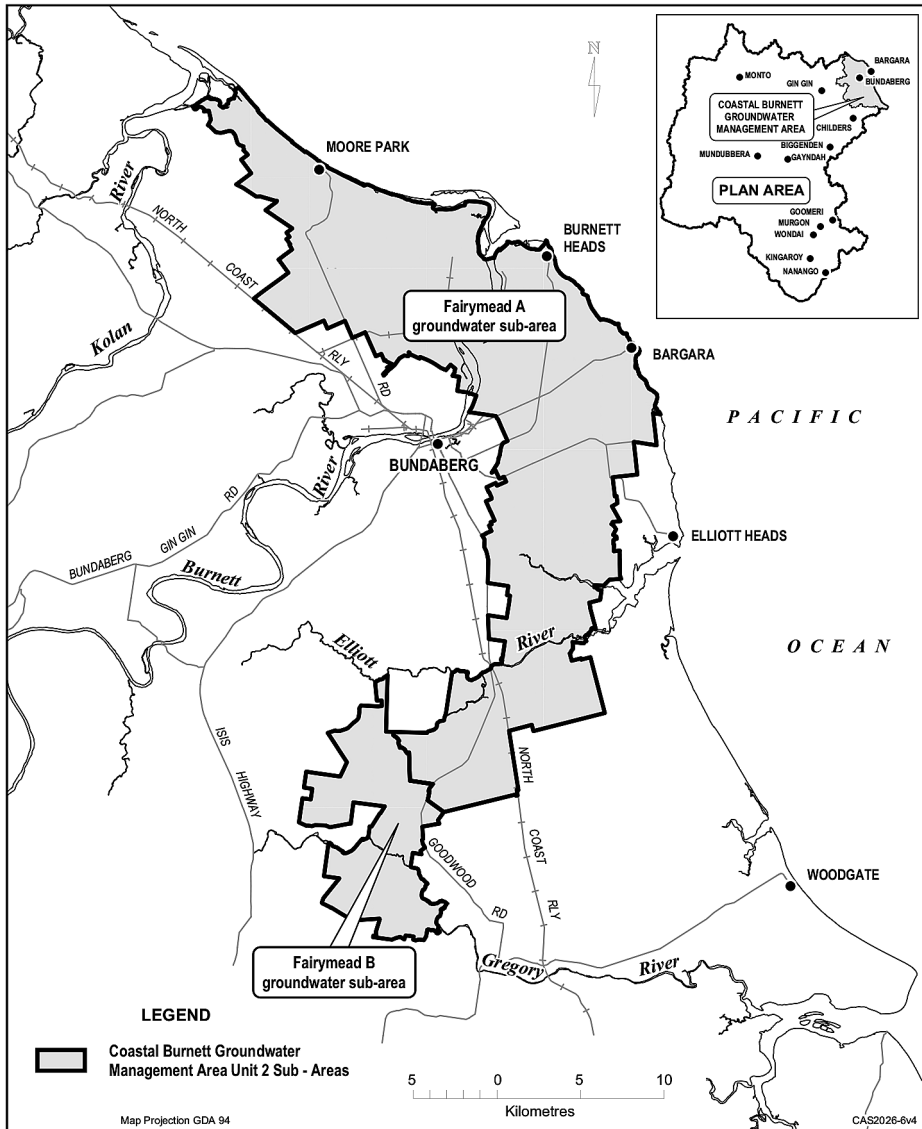 N
MOORE PARK
BURNETT
HEADS
River
NORTH
COAST
RLY
RD
Kolan
Fairymead A
groundwater sub-area
BARGARA
PACIFIC
BUNDABERG
River
BUNDABERG
GIN GIN
RD
Burnett
ELLIOTT HEADS
River
Elliott
OCEAN
ISIS
HIGHWAY
NORTH
COAST
RLY
GOODWOOD
RD
WOODGATE
Gregory
River
Fairymead B
groundwater sub-area
BARGARA
BUNDABERG
MONTO
GIN GIN
COASTAL BURNETT
GROUNDWATER
MANAGEMENT AREA
CHILDERS
BIGGENDEN
MUNDUBBERA
GAYNDAH
PLAN AREA
GOOMERI
MURGON
WONDAI
KINGAROY
NANANGO
LEGEND
Coastal Burnett Groundwater
Management Area Unit 2 Sub - Areas
5 0 5 10
Kilometres
Map Projection GDA 94
CAS2026-6v4